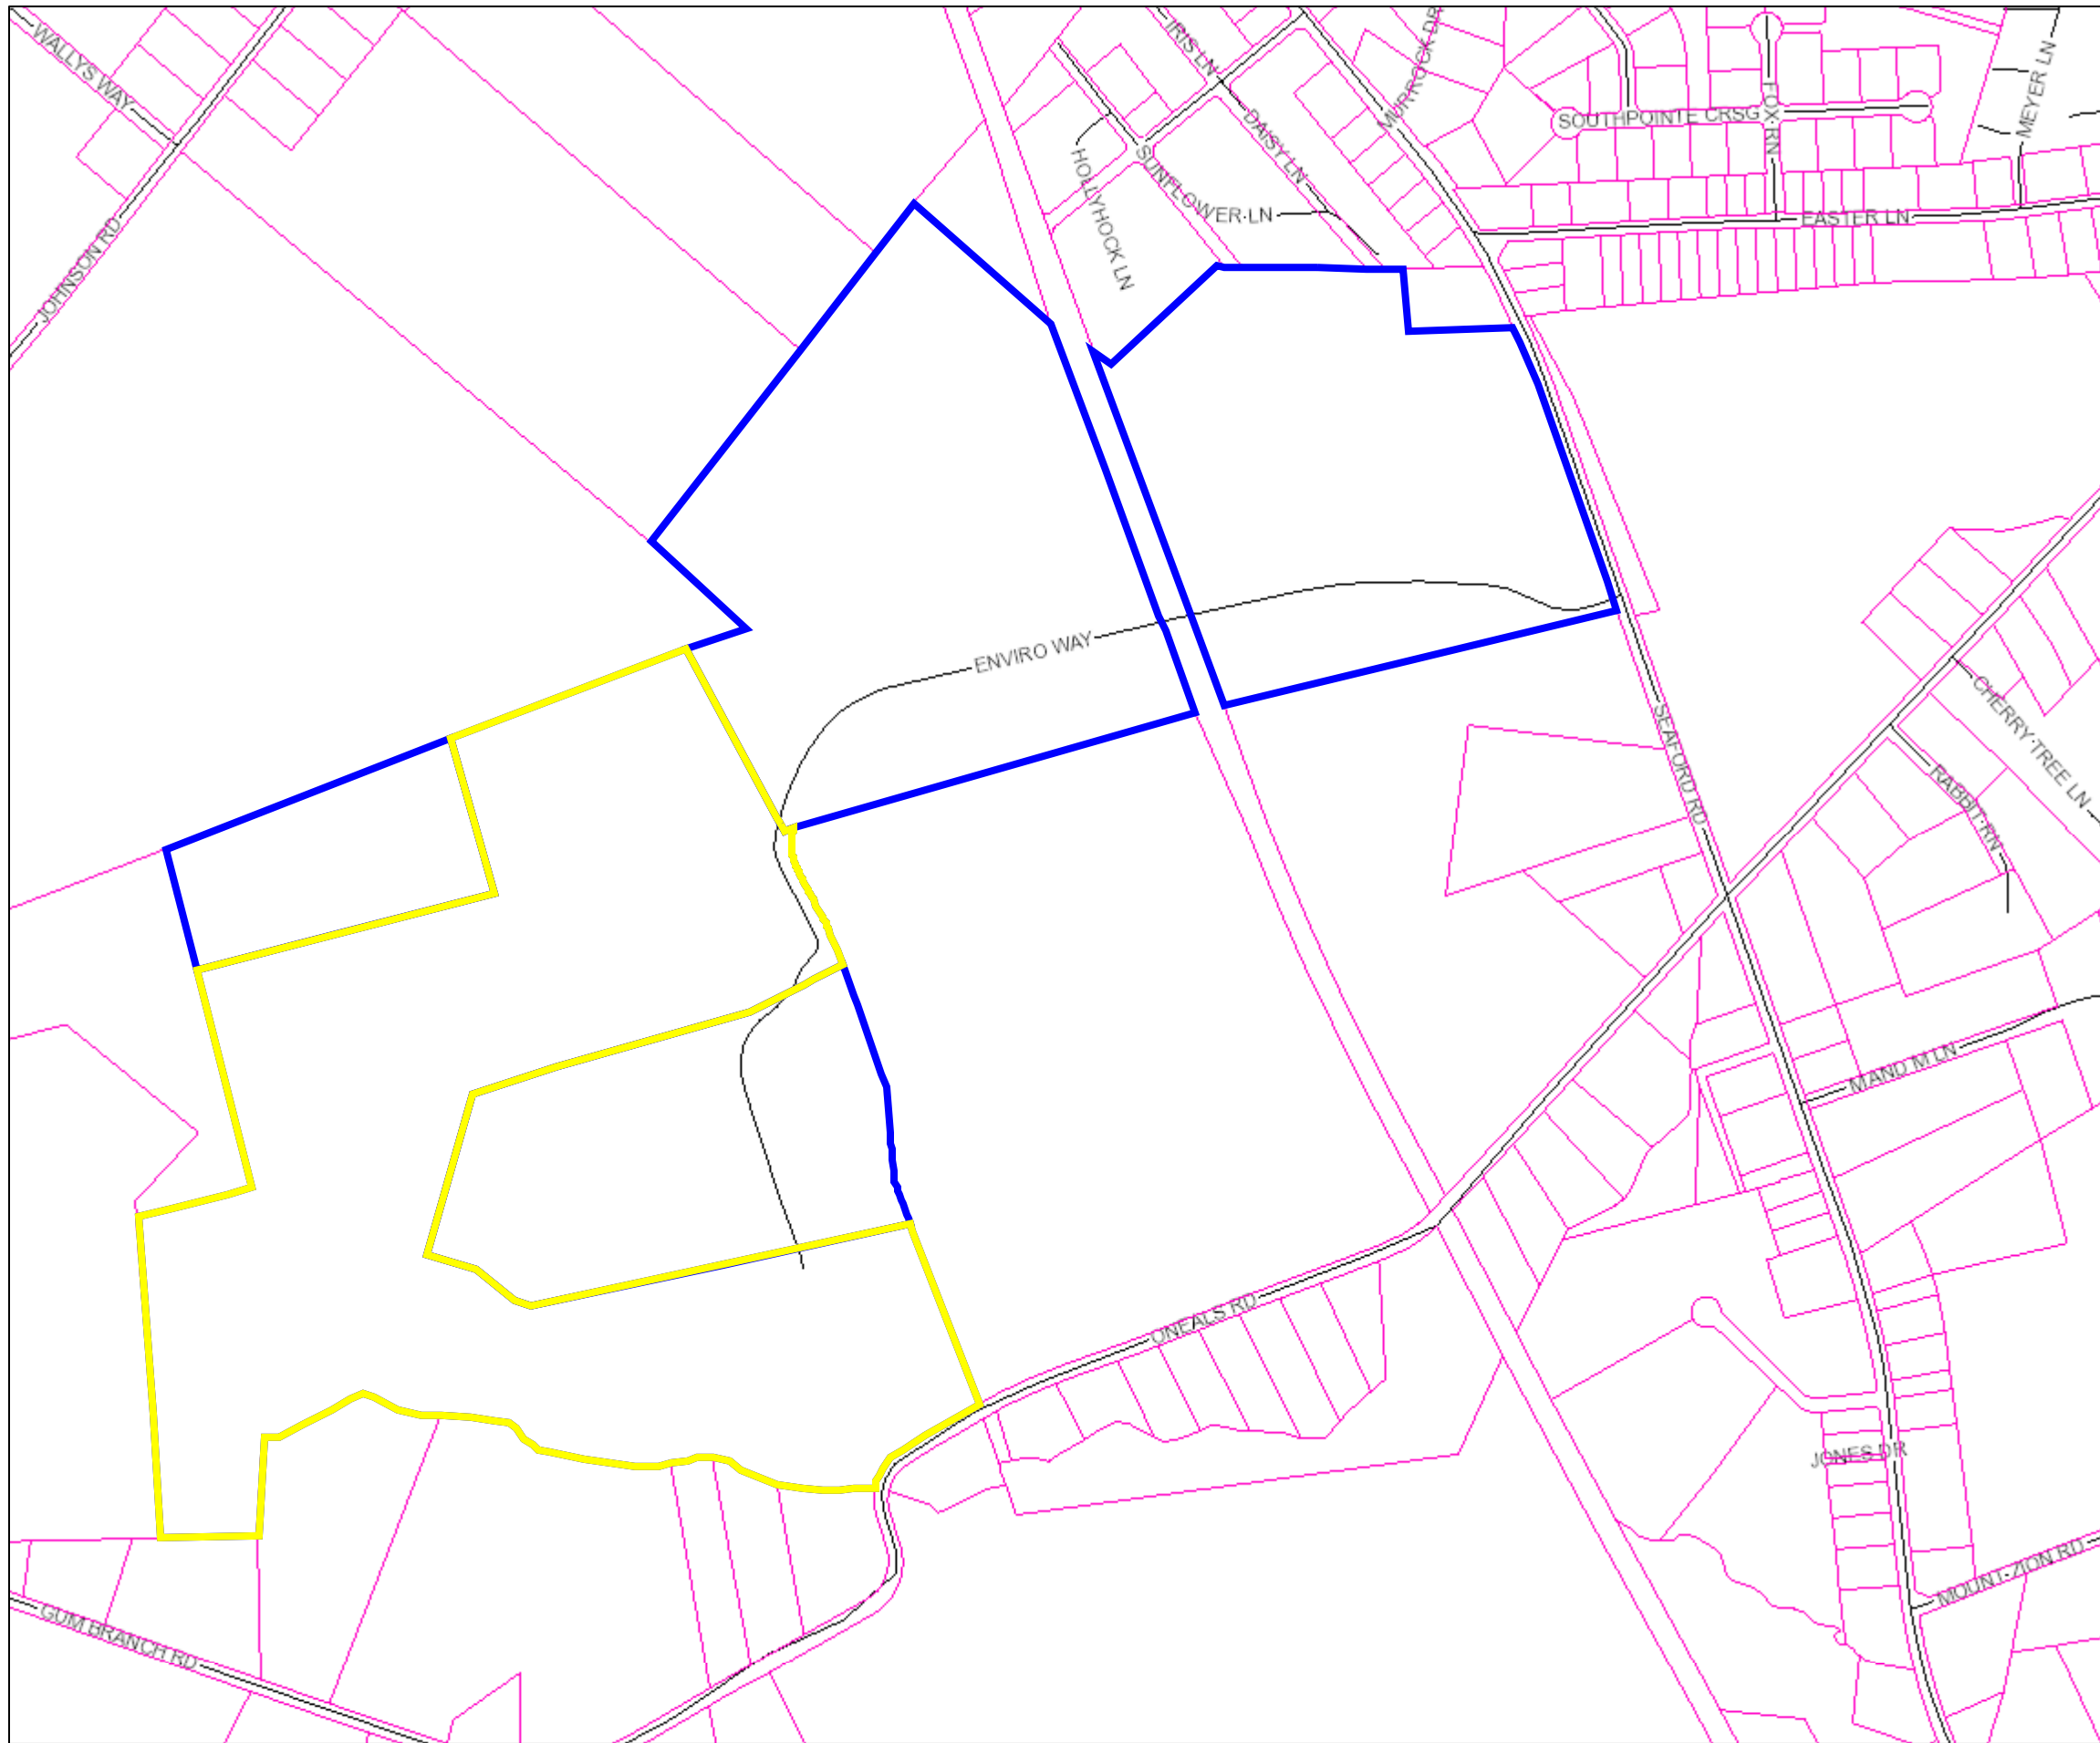 WALLYS WAY
IRIS LN
MURROCK DR
MEYER LN
SOUTHPOINTE CRSG
FOX RN
DAISY LN
HOLLYHOCK LN
SUNFLOWER LN
EASTER LN
JOHNSON RD
ENVIRO WAY
SEAFORD RD
CHERRY TREE LN
RABBIT RN
M AND M LN
ONEALS RD
JONES DR
MOUNT ZION RD
GUM BRANCH RD